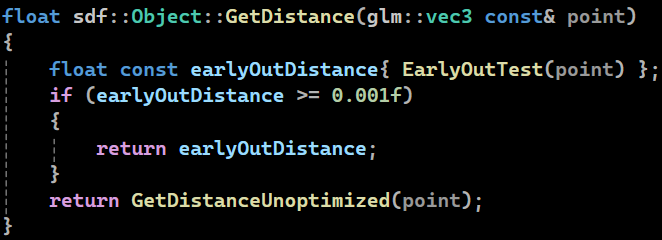 float sdf::Object::GetDistance(glm::vec3 const& point)
{
    float const earlyOutDistance{ EarlyOutTest(point) };
    if (earlyOutDistance >= 0.001f)
    {
        return earlyOutDistance;
    }
    return GetDistanceUnoptimized(point);
}